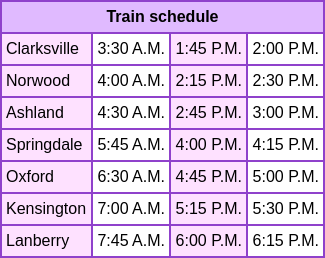 Train schedule
Clarksville 3:30 A.M. 1:45 P.M. 2:00 P.M.
Norwood 4:00 A.M. 2:15 P.M. 2:30 P.M.
Ashland 4:30 A.M. 2:45 P.M. 3:00 P.M.
Springdale 5:45 A.M. 4:00 P.M. 4:15 P.M.
Oxford 6:30 A.M. 4:45 P.M. 5:00 P.M.
Kensington 7:00 A.M. 5:15 P.M. 5:30 P.M.
Lanberry 7:45 A.M. 6:00 P.M. 6:15 P.M.